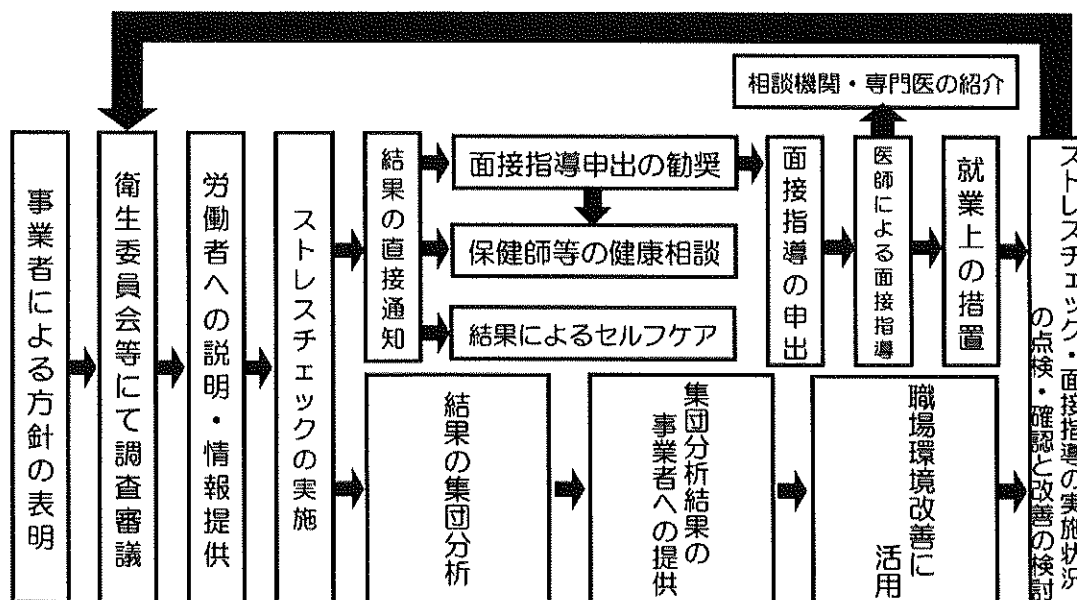 事業者による方針の表明
衛生委員会等にて調査審議
労働者への説明・情報提供
ストレスチェックの実施
結果の直接通知
面接指導申出の勧奨
保健師等の健康相談
結果によるセルフケア
面接指導の申出
相談機関・専門医の紹介
医師による面接指導
就業上の措置
結果の集団分析
集団分析結果の
事業者への提供
職場環境改善に
活用
ストレスチェック・面接指導の実施状況
の点検・確認と改善の検討